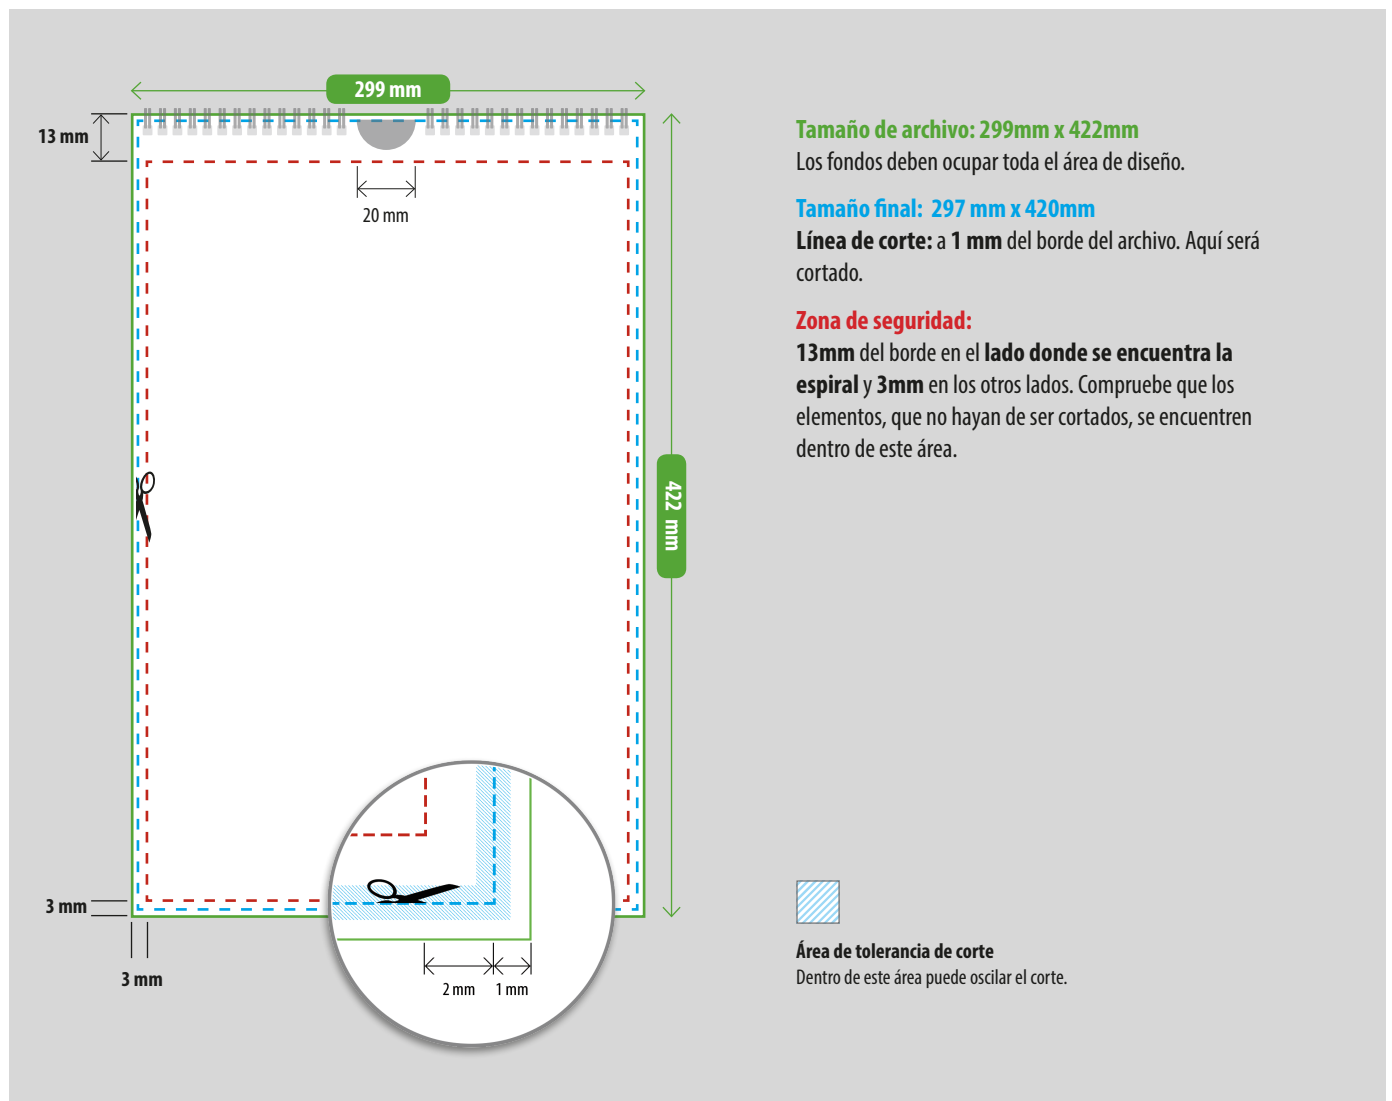 299 mm
13 mm
20 mm
Tamaño de archivo: 299mm x 422mm
Los fondos deben ocupar toda el área de diseño.
Tamaño final:  297 mm x 420mm
Línea de corte: a 1 mm del borde del archivo. Aquí será
cortado.
Zona de seguridad:
13mm del borde en el lado donde se encuentra la
espiral y 3mm en los otros lados. Compruebe que los
elementos, que no hayan de ser cortados, se encuentren
dentro de este área.
422 mm
3 mm
3 mm
2 mm
1 mm
Área de tolerancia de corte
Dentro de este área puede oscilar el corte.